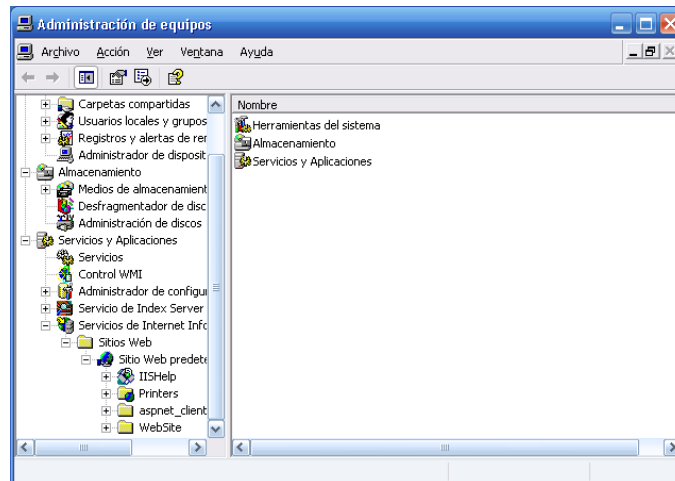 Administración de equipos
Archivo Acción Ver Ventana Ayuda
Carpetas compartidas
Usuarios locales y grupos
Registros y alertas de rer
Administrador de disposit
Almacenamiento
Medios de almacenamient
Desfragmentador de disc
Administración de discos
Servicios y Aplicaciones
Servicios
Control WMI
Administrador de configur
Servicio de Index Server
Servicios de Internet Info
Sitios Web
Sitio Web predete
IISHelp
Printers
aspnet_client
WebSite
Nombre
Herramientas del sistema
Almacenamiento
Servicios y Aplicaciones